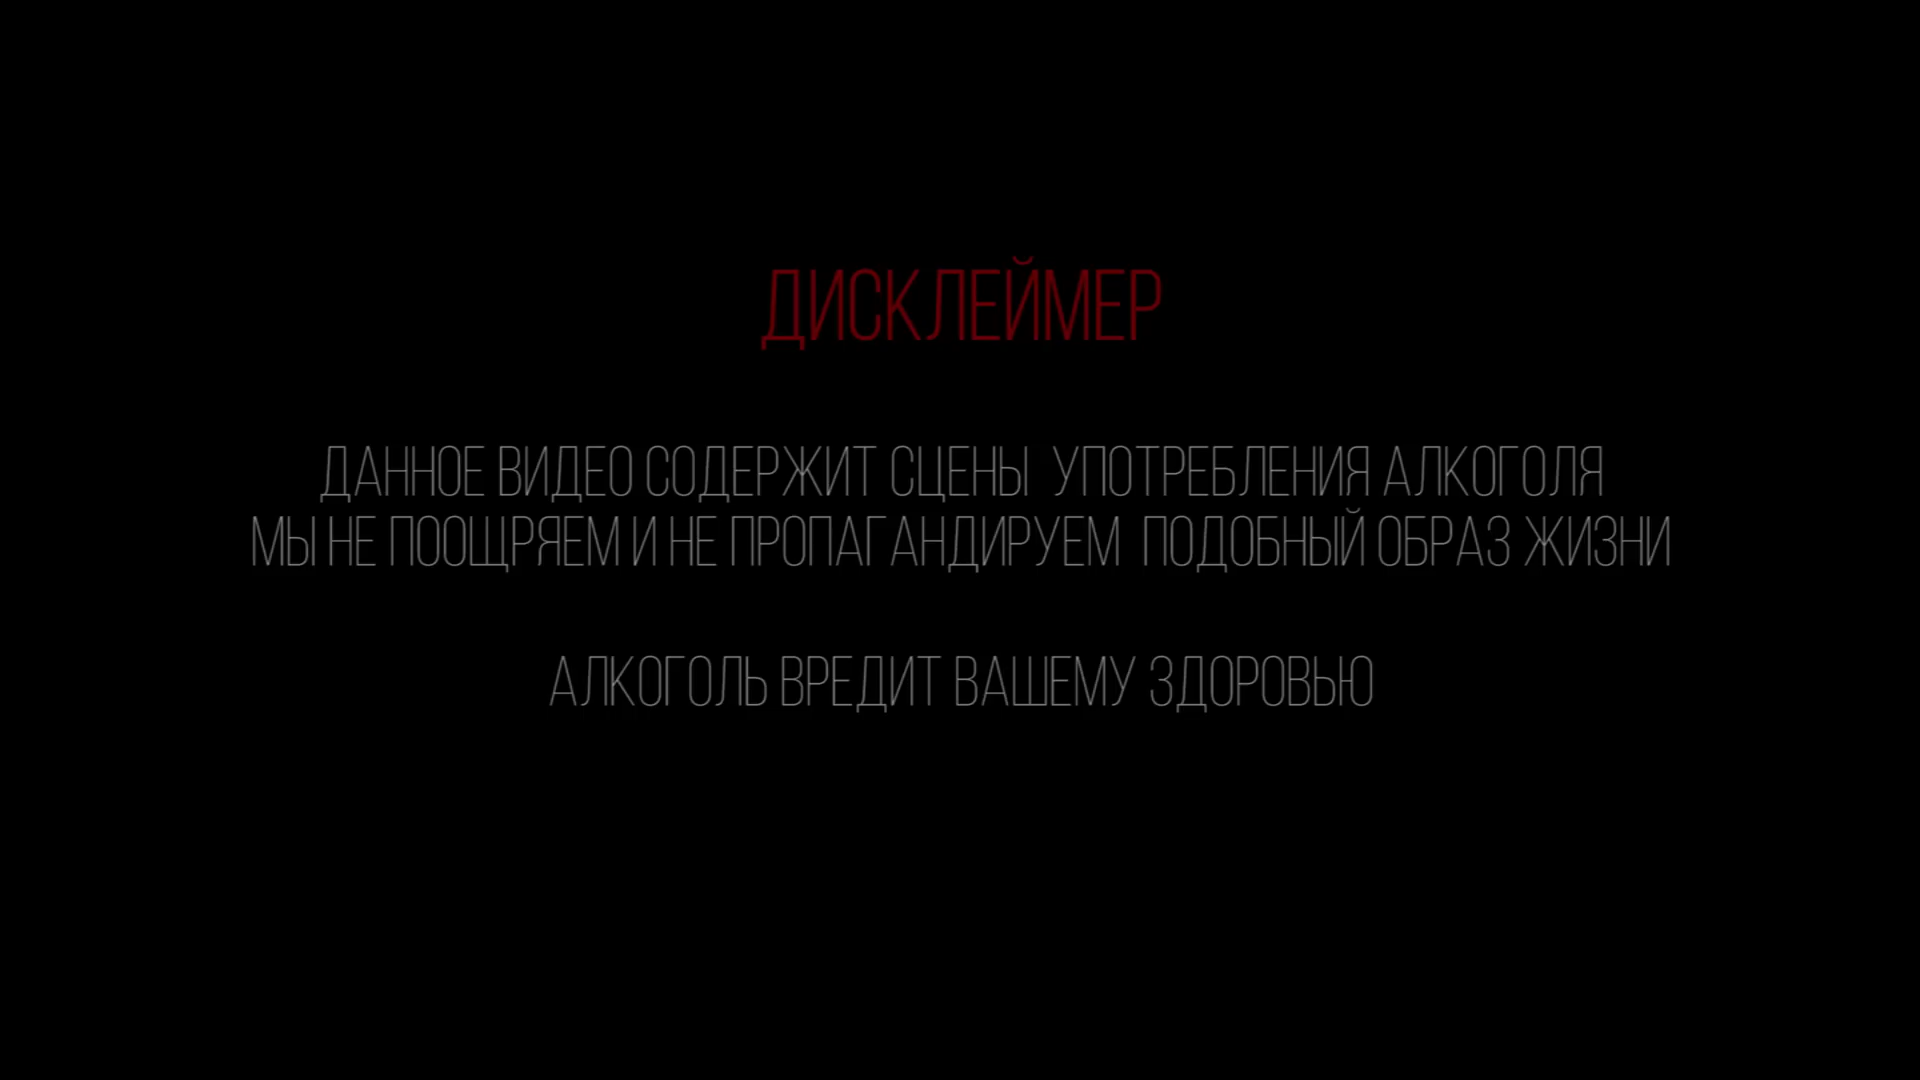 ДИСКЛЕЙМЕР
ДАННОЕ ВИДЕО СОДЕРЖИТ СЦЕНЫ УПОТРЕБЛЕНИЯ АЛКОГОЛЯ
МЫ НЕ ПООЩРЯЕМ И НЕ ПРОПАГАНДИРУЕМ ПОДОБНЫЙ ОБРАЗ ЖИЗНИ
АЛКОГОЛЬ ВРЕДИТ ВАШЕМУ ЗДОРОВЬЮ